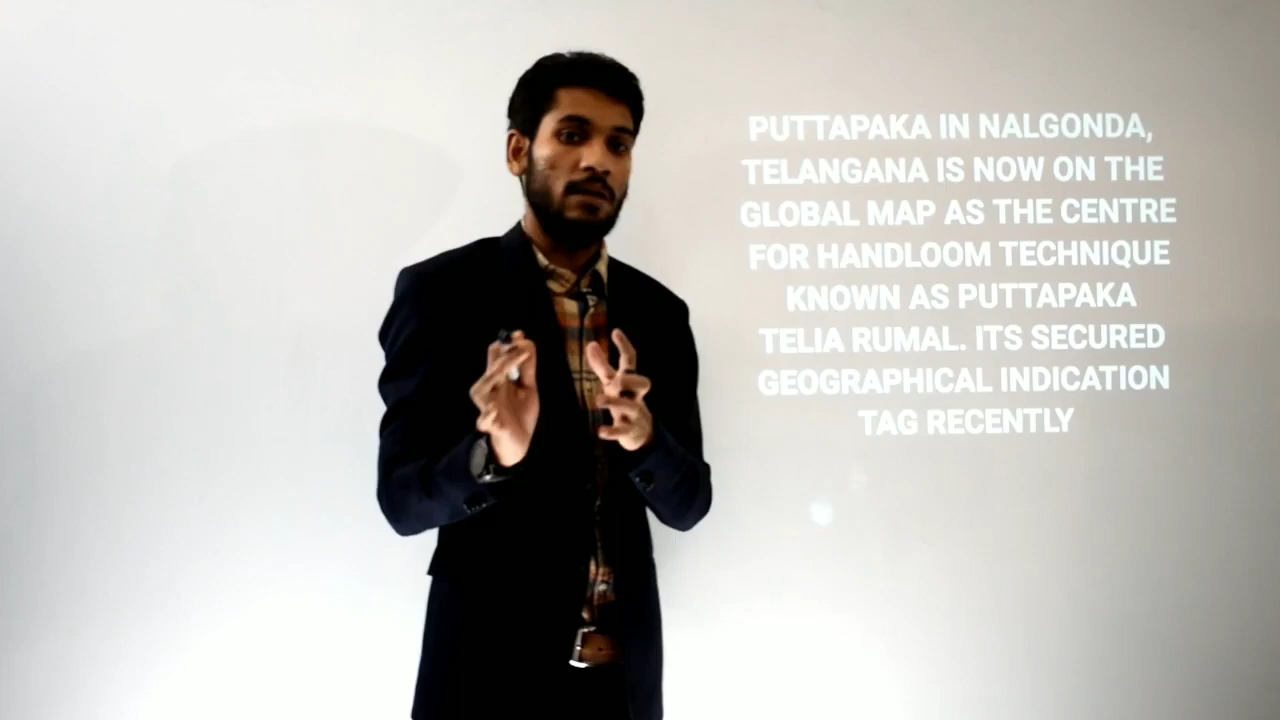 PUTTAPAKA IN NALGONDA,
TELANGANA IS NOW ON THE
GLOBAL MAP AS THE CENTRE
FOR HANDLOOM TECHNIQUE
KNOWN AS PUTTAPAKA
TELIA RUMAL. ITS SECURED
GEOGRAPHICAL INDICATION
TAG RECENTLY